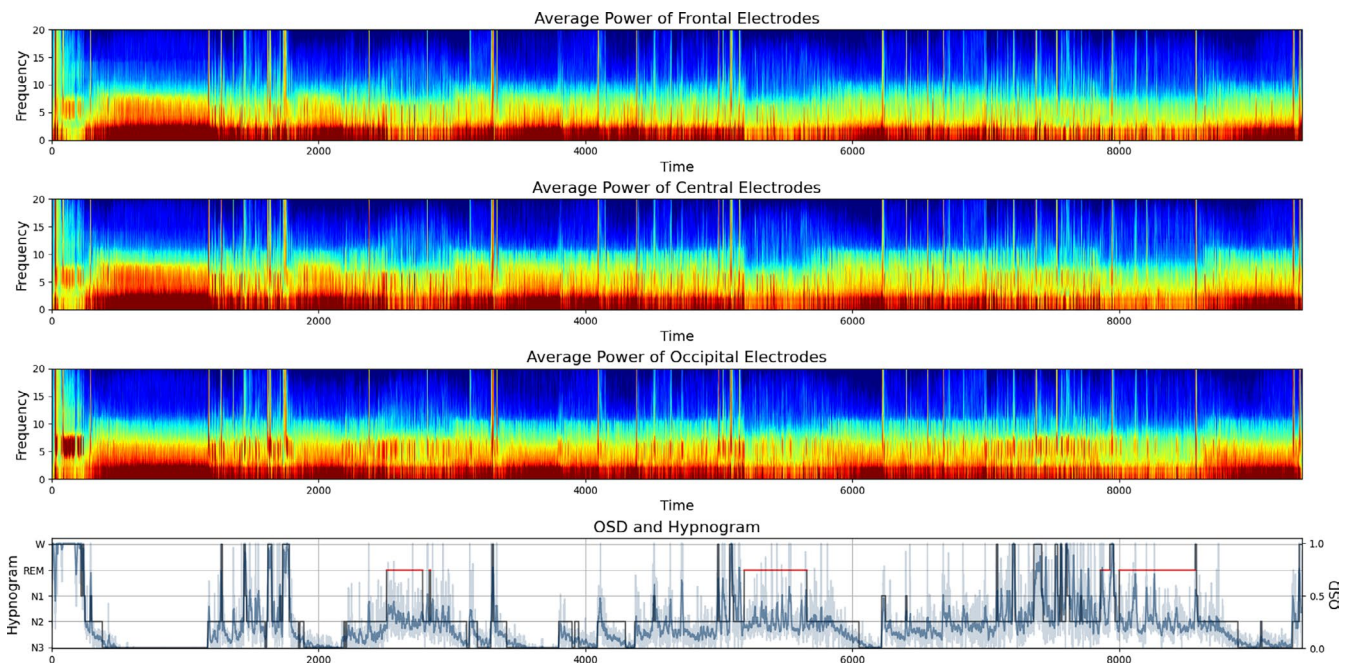 Average Power of Frontal Electrodes
20
15
10
5
0
Frequency
0 2000 4000 6000 8000
Time
Average Power of Central Electrodes
20
15
10
5
0
Frequency
0 2000 4000 6000 8000
Time
Average Power of Occipital Electrodes
20
15
10
5
0
Frequency
0 2000 4000 6000 8000
Time
OSD and Hypnogram
W
REM
N1
N2
N3
Hypnogram
1.0
0.5
0.0
OSD
0 2000 4000 6000 8000